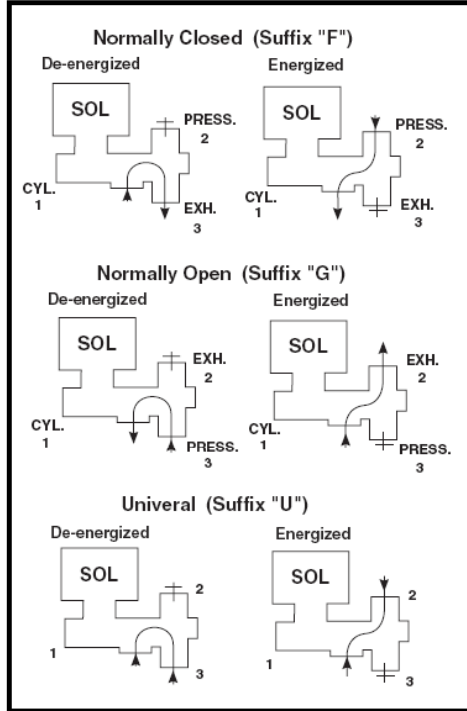 Normally Closed (Suffix "F")
De-energized Energized
SOL SOL
PRESS. PRESS.
2 2
CYL. EXH. CYL. EXH.
1 3 1 3
Normally Open (Suffix "G")
De-energized Energized
SOL SOL
EXH. EXH.
2 2
CYL. PRESS. CYL. PRESS.
1 3 1 3
Univeral (Suffix "U")
De-energized Energized
SOL SOL
2 2
1 3 1 3